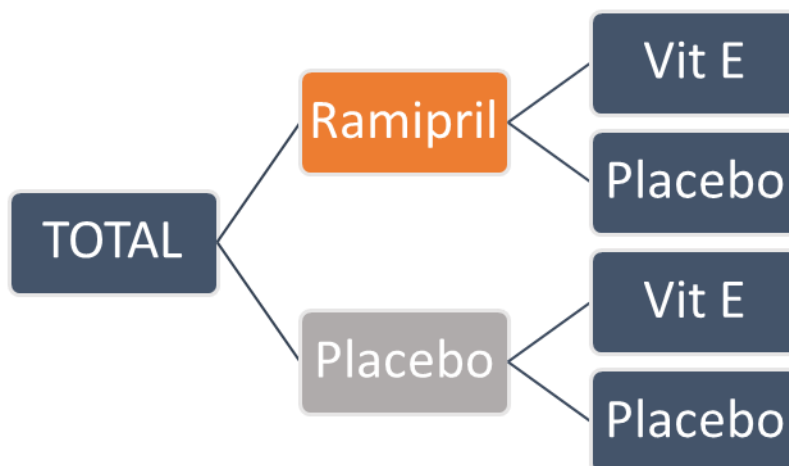 TOTAL
Ramipril
Placebo
Vit E
Placebo
Vit E
Placebo